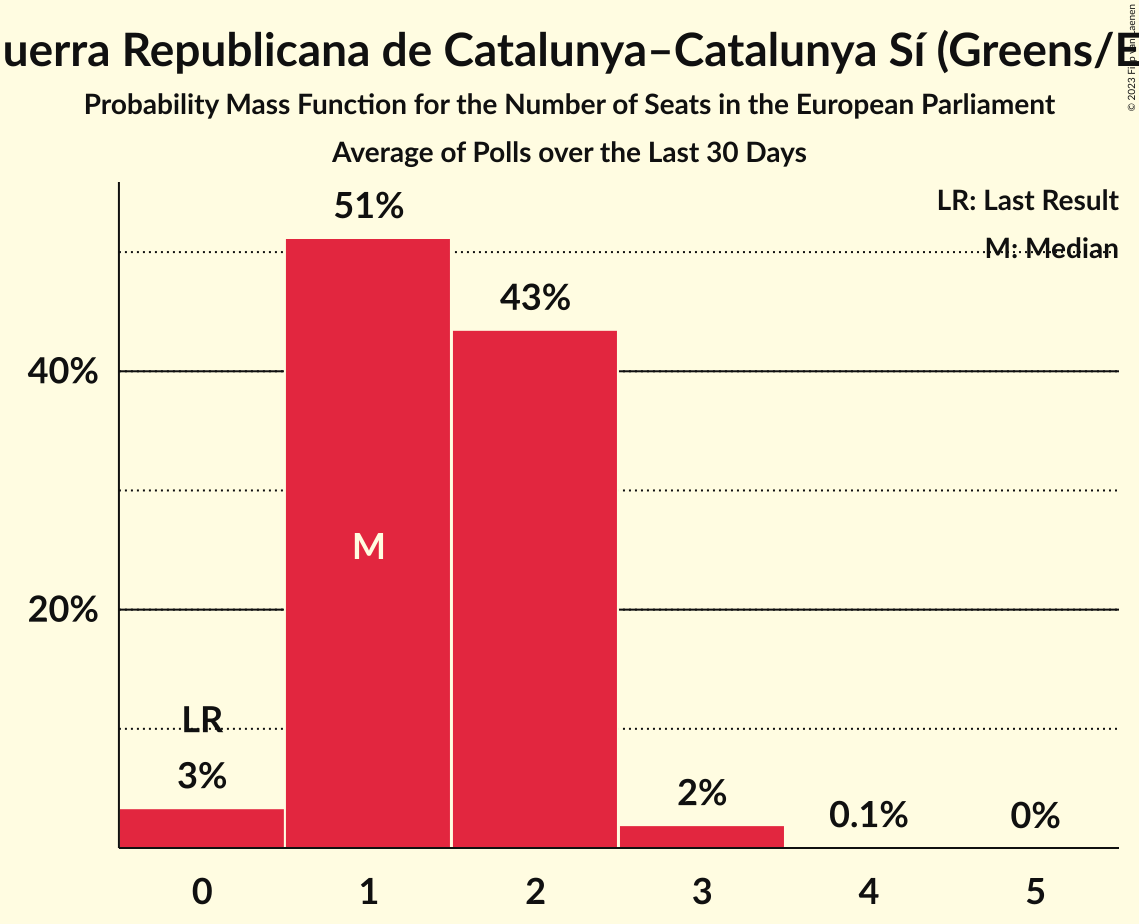 uerra Republicana de Catalunya–Catalunya Sí (Greens/E
Probability Mass Function for the Number of Seats in the European Parliament
Average of Polls over the Last 30 Days
LR: Last Result
M: Median
51%
43%
40%
M
20%
LR
3%
2%
0.1%
0%
0 1 2 3 4 5
© 2023